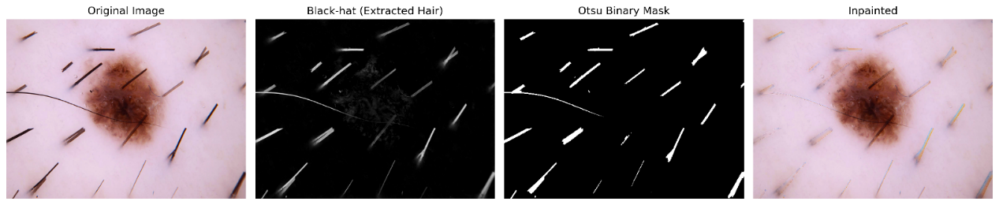 Original Image
Black-hat (Extracted Hair)
Otsu Binary Mask
Inpainted